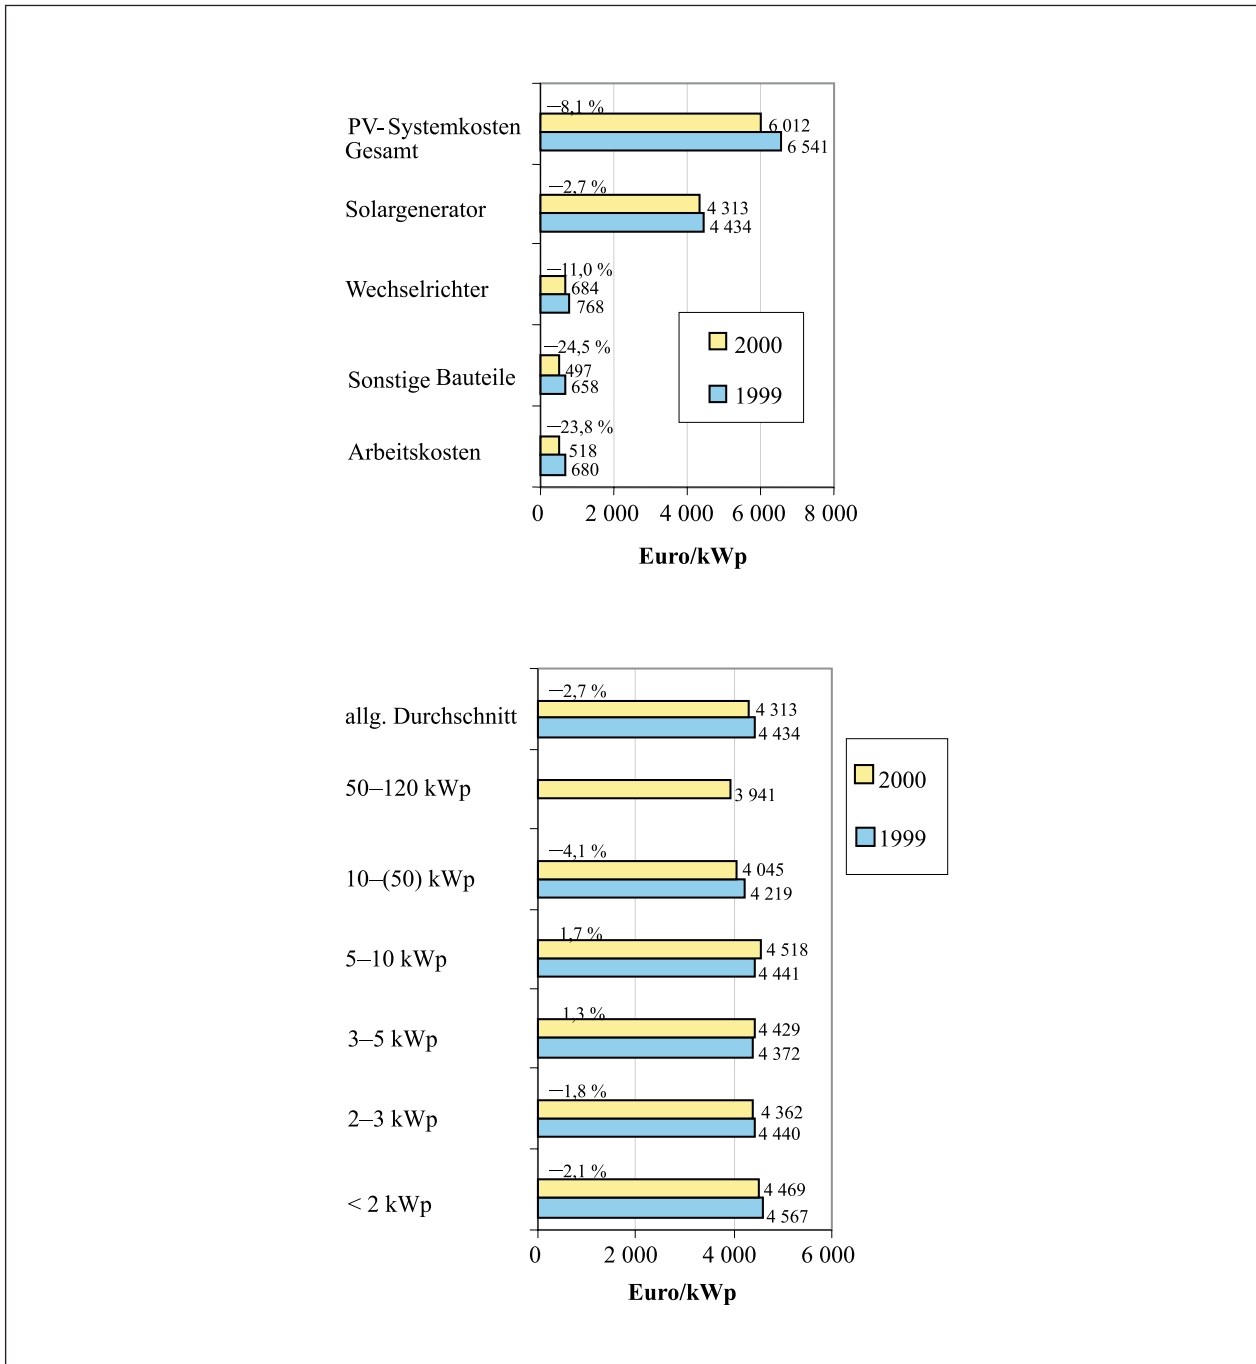 —8,1 %
PV-Systemkosten
Gesamt
6 012
6 541
—2,7 %
Solargenerator
4 313
4 434
—11,0 %
Wechselrichter
684
768
—24,5 %
Sonstige Bauteile
497
658
—23,8 %
Arbeitskosten
518
680
2000
1999
0 2 000 4 000 6 000 8 000
Euro/kWp
—2,7 %
allg. Durchschnitt
4 313
4 434
50–120 kWp
3 941
—4,1 %
10–(50) kWp
4 045
4 219
1,7 %
5–10 kWp
4 518
4 441
1,3 %
3–5 kWp
4 429
4 372
—1,8 %
2–3 kWp
4 362
4 440
—2,1 %
< 2 kWp
4 469
4 567
2000
1999
0 2 000 4 000 6 000
Euro/kWp